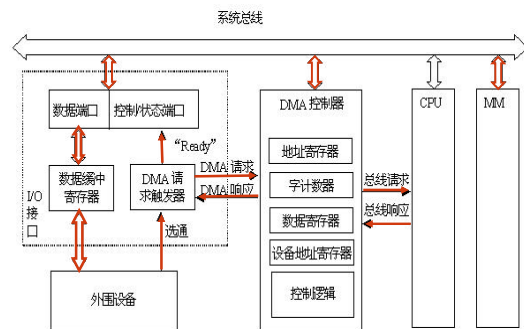 系统总线
数据端口
控制/状态端口
DMA 控制器
CPU
MM
"Ready"
地址寄存器
DMA 请求
数据缓冲
寄存器
DMA 请
求触发器
字计数器
总线请求
DMA 响应
I/O
接
口
数据寄存器
总线响应
选通
设备地址寄存器
外围设备
控制逻辑